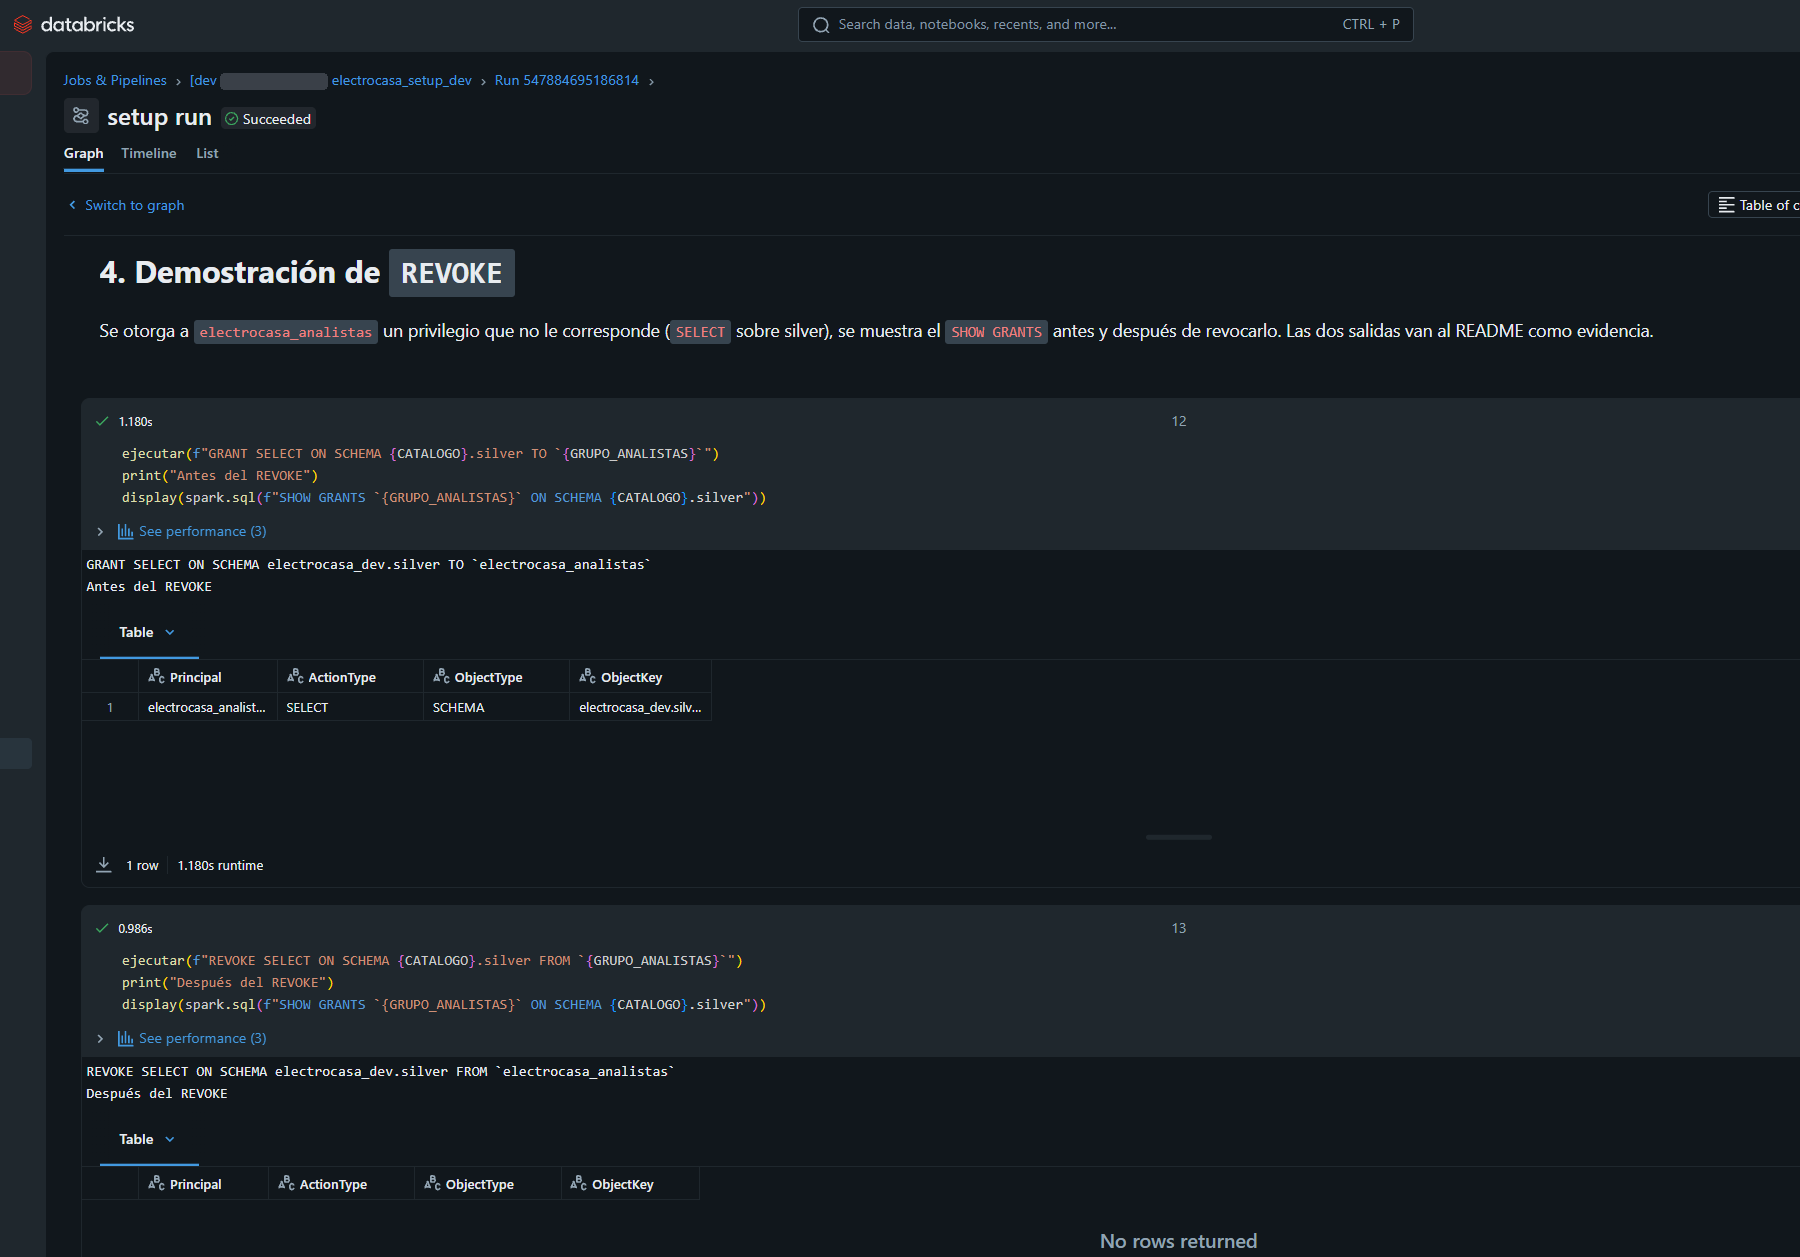 databricks
Search data, notebooks, recents, and more... CTRL + P
Jobs & Pipelines › [dev electrocasa_setup_dev › Run 547884695186814 ›
setup run Succeeded
Graph Timeline List
Switch to graph
Table of c
4. Demostración de REVOKE
Se otorga a electrocasa_analistas un privilegio que no le corresponde (SELECT sobre silver), se muestra el SHOW GRANTS antes y después de revocarlo. Las dos salidas van al README como evidencia.
1.180s 12
ejecutar(f"GRANT SELECT ON SCHEMA {CATALOGO}.silver TO `{GRUPO_ANALISTAS}`")
print("Antes del REVOKE")
display(spark.sql(f"SHOW GRANTS `{GRUPO_ANALISTAS}` ON SCHEMA {CATALOGO}.silver"))
See performance (3)
GRANT SELECT ON SCHEMA electrocasa_dev.silver TO `electrocasa_analistas`
Antes del REVOKE
Table
Principal ActionType ObjectType ObjectKey
1 electrocasa_analist... SELECT SCHEMA electrocasa_dev.silv...
1 row 1.180s runtime
0.986s 13
ejecutar(f"REVOKE SELECT ON SCHEMA {CATALOGO}.silver FROM `{GRUPO_ANALISTAS}`")
print("Después del REVOKE")
display(spark.sql(f"SHOW GRANTS `{GRUPO_ANALISTAS}` ON SCHEMA {CATALOGO}.silver"))
See performance (3)
REVOKE SELECT ON SCHEMA electrocasa_dev.silver FROM `electrocasa_analistas`
Después del REVOKE
Table
Principal ActionType ObjectType ObjectKey
No rows returned